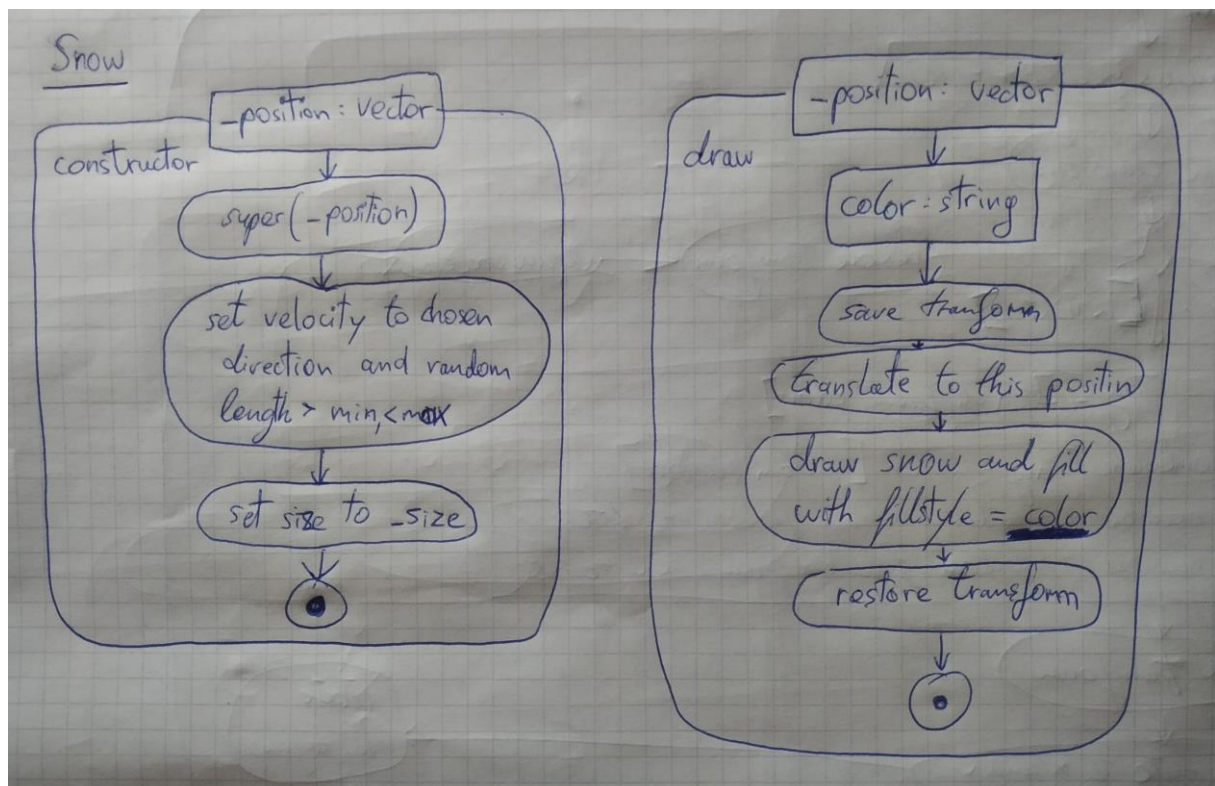 Snow
_position: vector
constructor
super(_position)
set velocity to chosen
direction and random
length > min, < max
set size to _size
_position: vector
draw
color: string
save transform
translate to this positin
draw snow and fill
with fillstyle = color
restore transform